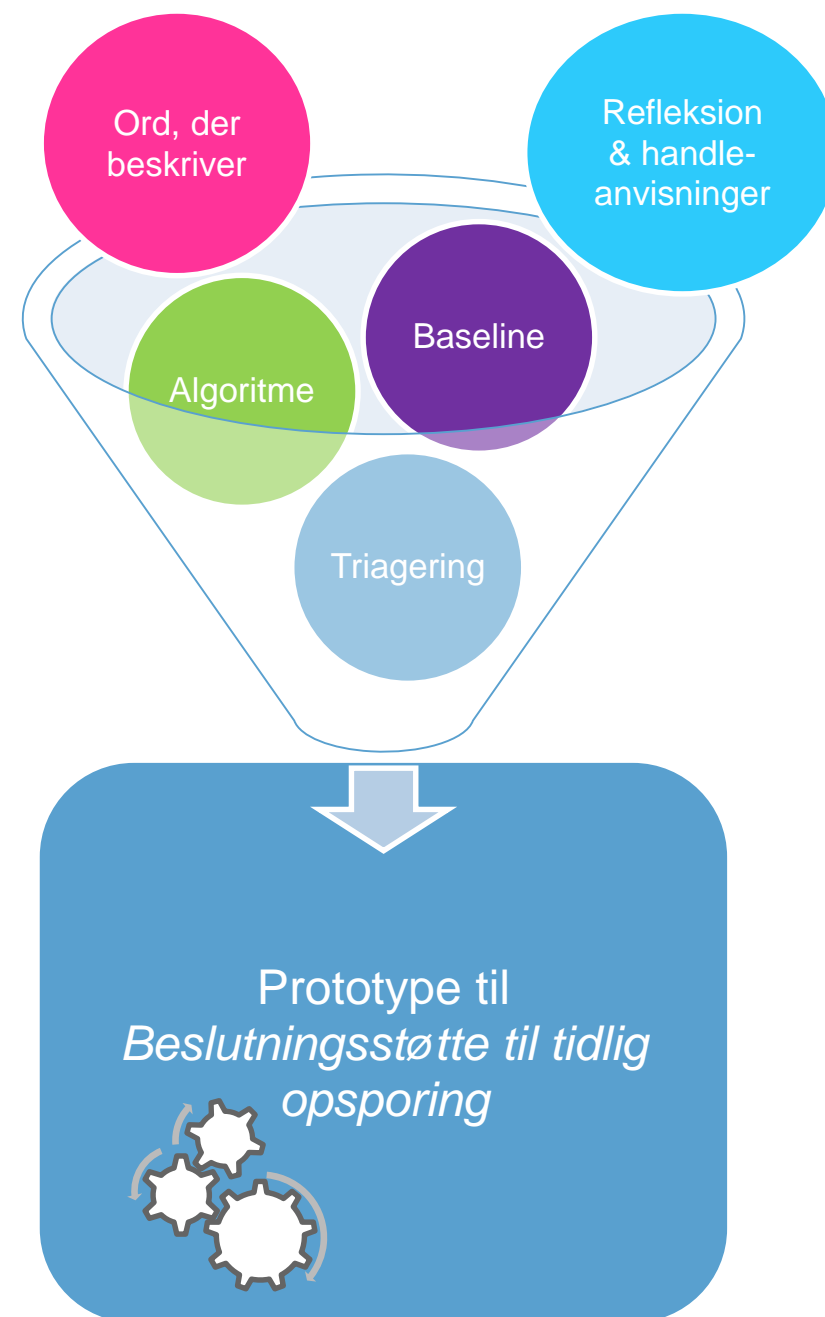 Ord, der
beskriver
Refleksion
& handle-
anvisninger
Baseline
Algoritme
Triagering
Prototype til
Beslutningsstøtte til tidlig
opsporing